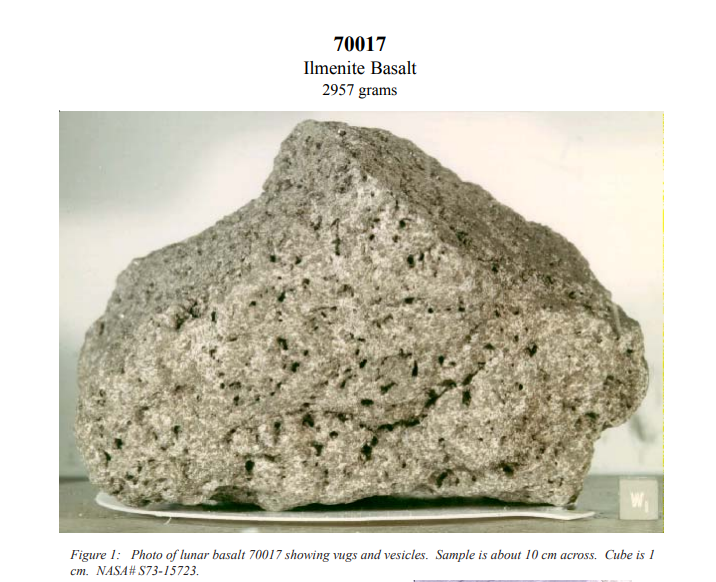 70017
Ilmenite Basalt
2957 grams
W1
Figure 1:   Photo of lunar basalt 70017 showing vugs and vesicles.  Sample is about 10 cm across.  Cube is 1
cm.  NASA# S73-15723.